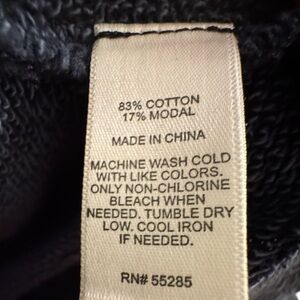 83% COTTON
17% MODAL
MADE IN CHINA
MACHINE WASH COLD
WITH LIKE COLORS.
ONLY NON-CHLORINE
BLEACH WHEN
NEEDED. TUMBLE DRY
LOW. COOL IRON
IF NEEDED.
RN# 55285